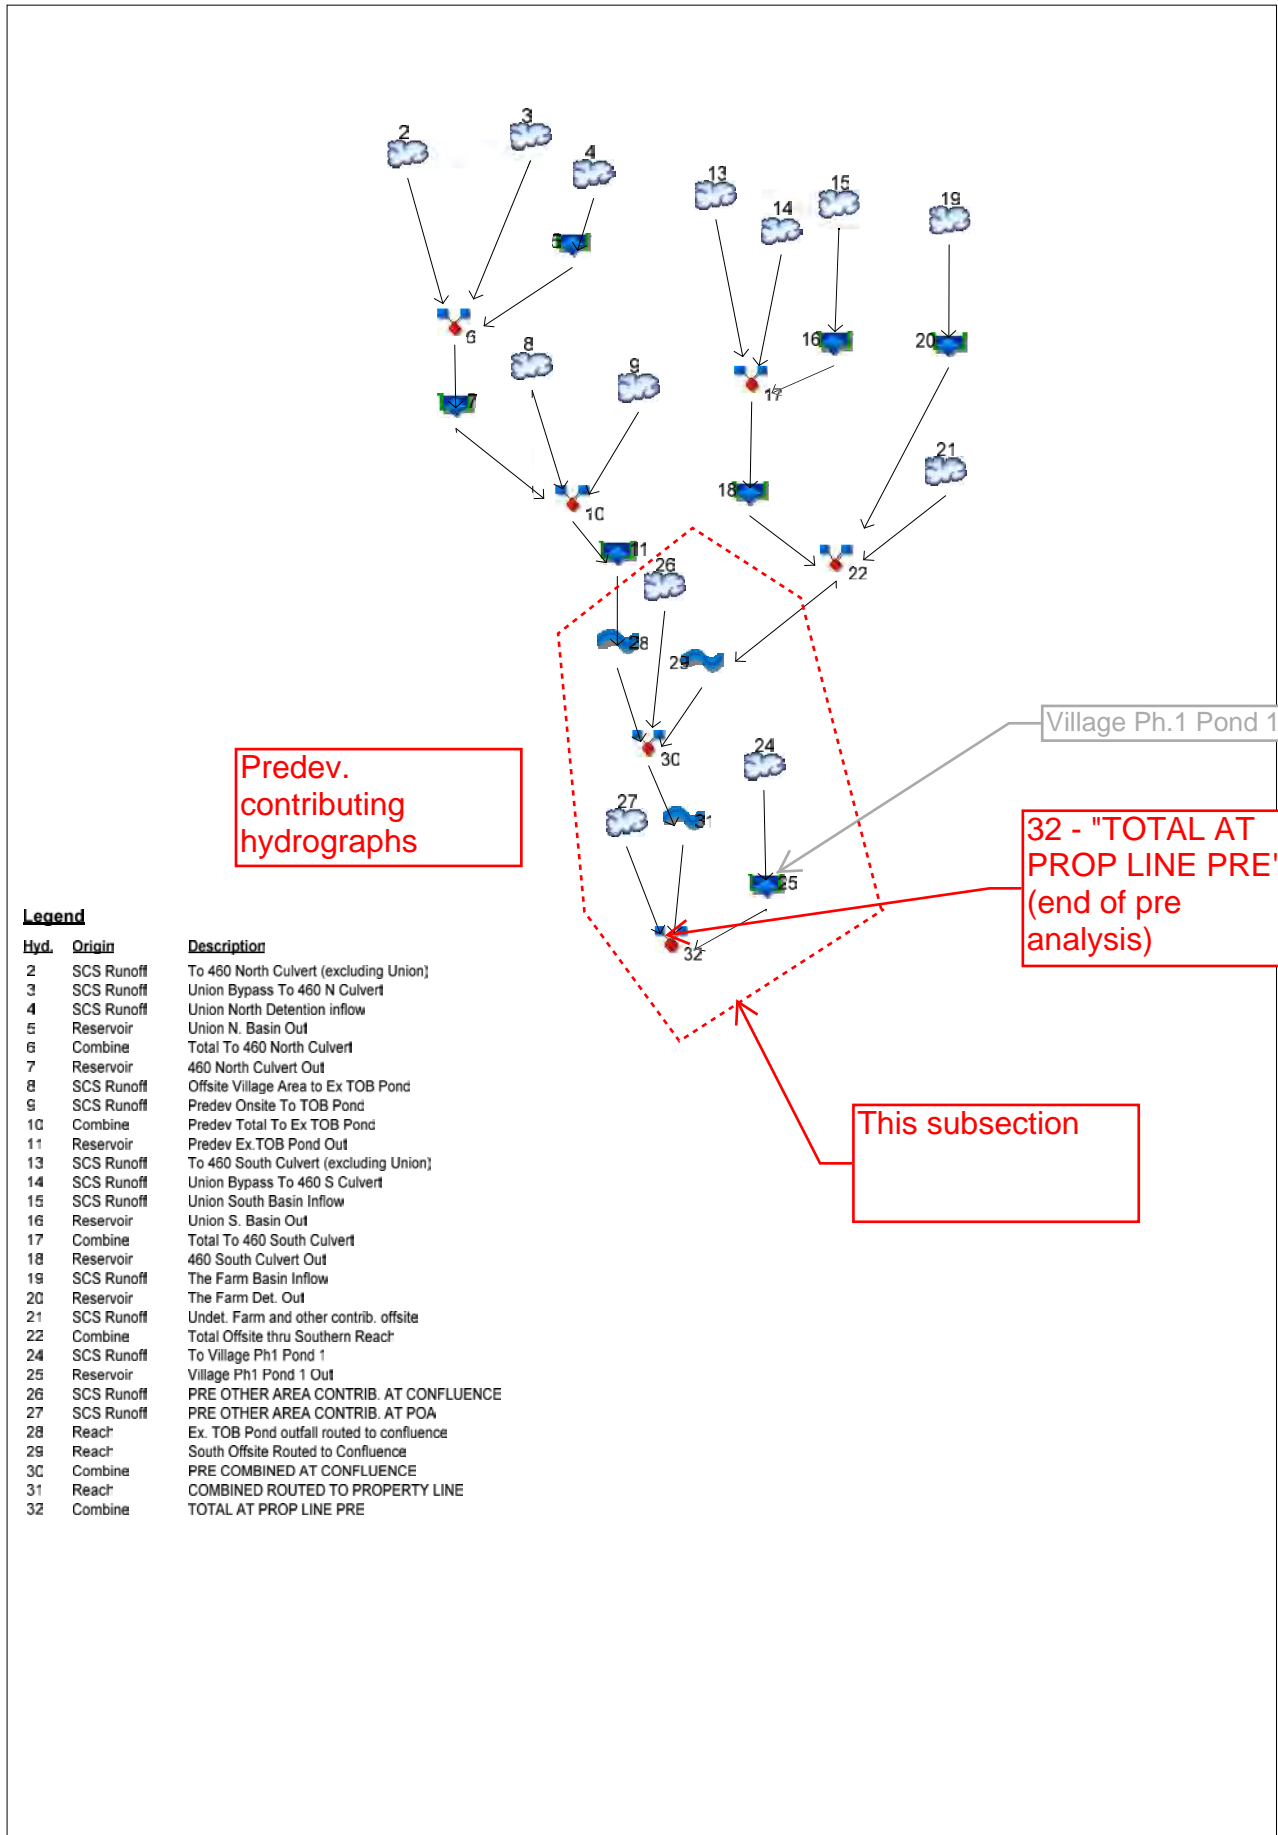 3
2
4
15
13
19
14
5
6
16
20
8
9
17
7
21
18
10
11
22
26
28
29
Village Ph.1 Pond 1
30
24
Predev.
contributing
hydrographs
27
31
32 - "TOTAL AT
PROP LINE PRE"
(end of pre
analysis)
25
32
This subsection
Legend
Hyd. Origin Description
2 SCS Runoff To 460 North Culvert (excluding Union)
3 SCS Runoff Union Bypass To 460 N Culvert
4 SCS Runoff Union North Detention inflow
5 Reservoir Union N. Basin Out
6 Combine Total To 460 North Culvert
7 Reservoir 460 North Culvert Out
8 SCS Runoff Offsite Village Area to Ex TOB Pond
9 SCS Runoff Predev Onsite To TOB Pond
10 Combine Predev Total To Ex TOB Pond
11 Reservoir Predev Ex.TOB Pond Out
13 SCS Runoff To 460 South Culvert (excluding Union)
14 SCS Runoff Union Bypass To 460 S Culvert
15 SCS Runoff Union South Basin Inflow
16 Reservoir Union S. Basin Out
17 Combine Total To 460 South Culvert
18 Reservoir 460 South Culvert Out
19 SCS Runoff The Farm Basin Inflow
20 Reservoir The Farm Det. Out
21 SCS Runoff Undet. Farm and other contrib. offsite
22 Combine Total Offsite thru Southern Reach
24 SCS Runoff To Village Ph1 Pond 1
25 Reservoir Village Ph1 Pond 1 Out
26 SCS Runoff PRE OTHER AREA CONTRIB. AT CONFLUENCE
27 SCS Runoff PRE OTHER AREA CONTRIB. AT POA
28 Reach Ex. TOB Pond outfall routed to confluence
29 Reach South Offsite Routed to Confluence
30 Combine PRE COMBINED AT CONFLUENCE
31 Reach COMBINED ROUTED TO PROPERTY LINE
32 Combine TOTAL AT PROP LINE PRE